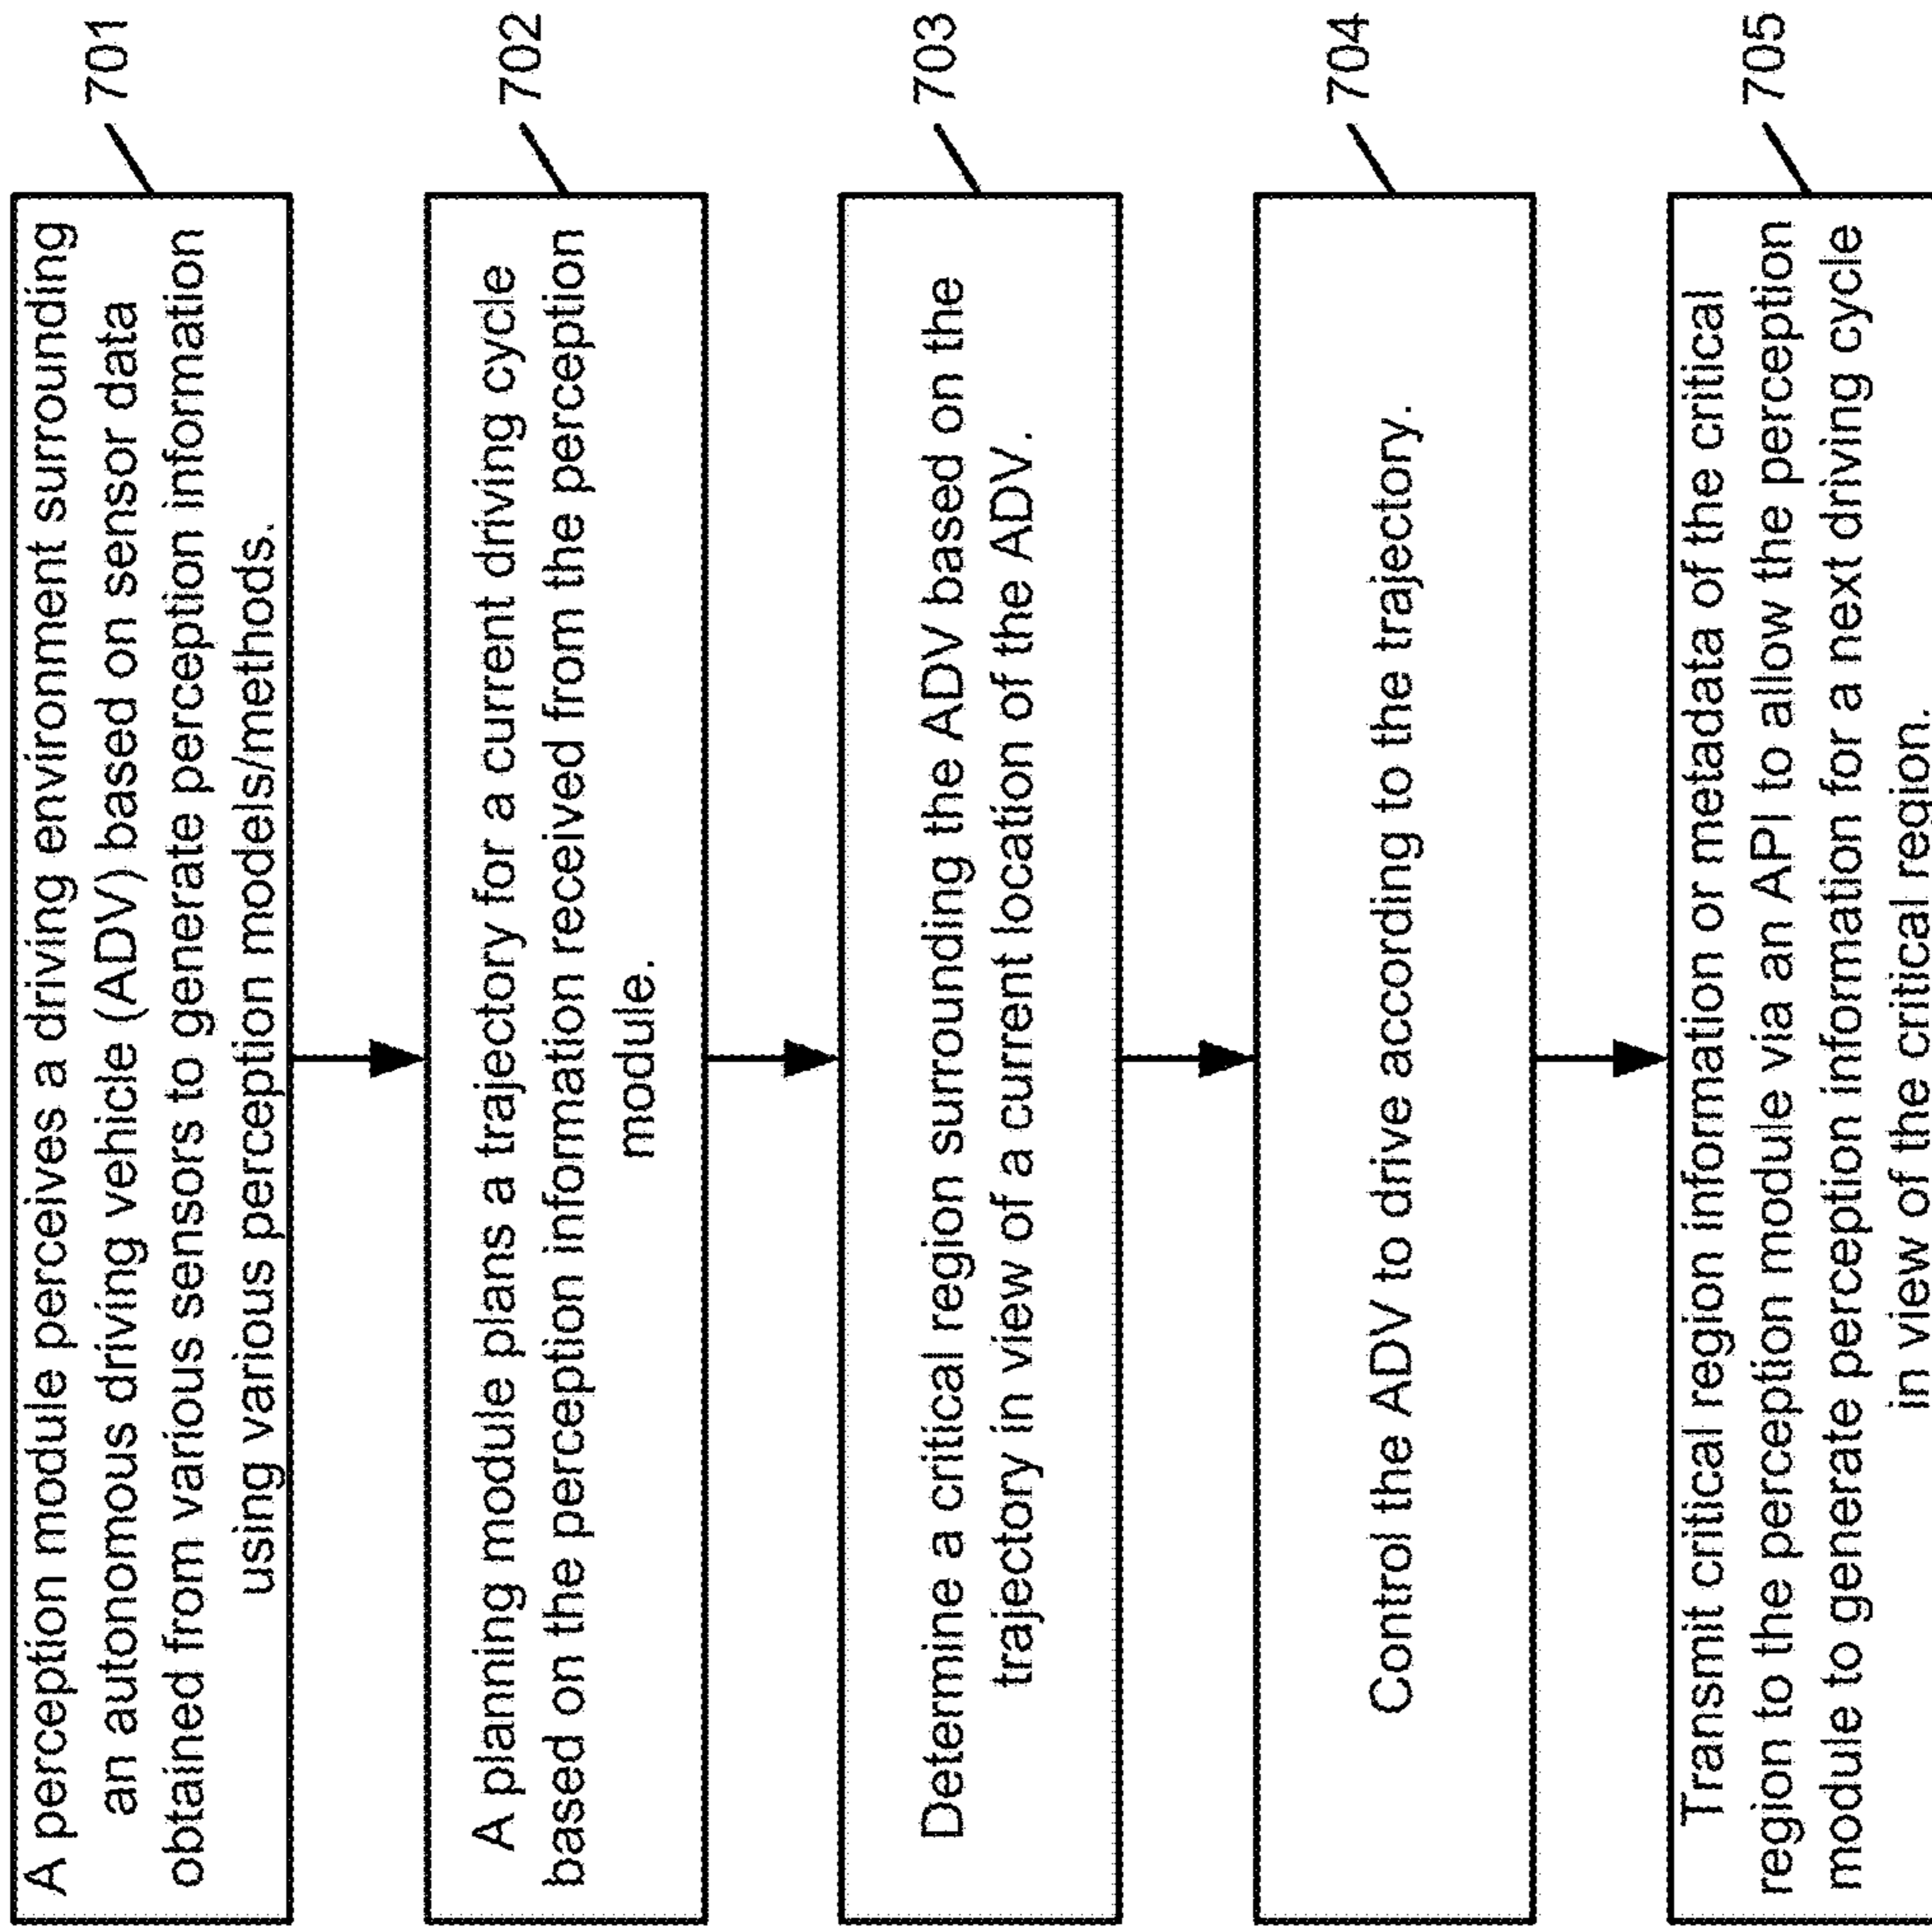 A perception module perceives a driving environment surrounding
an autonomous driving vehicle (ADV) based on sensor data
obtained from various sensors to generate perception information
using various perception models/methods.
701
A planning module plans a trajectory for a current driving cycle
based on the perception information received from the perception
module.
702
Determine a critical region surrounding the ADV based on the
trajectory in view of a current location of the ADV.
703
Control the ADV to drive according to the trajectory.
704
Transmit critical region information or metadata of the critical
region to the perception module via an API to allow the perception
module to generate perception information for a next driving cycle
in view of the critical region.
705